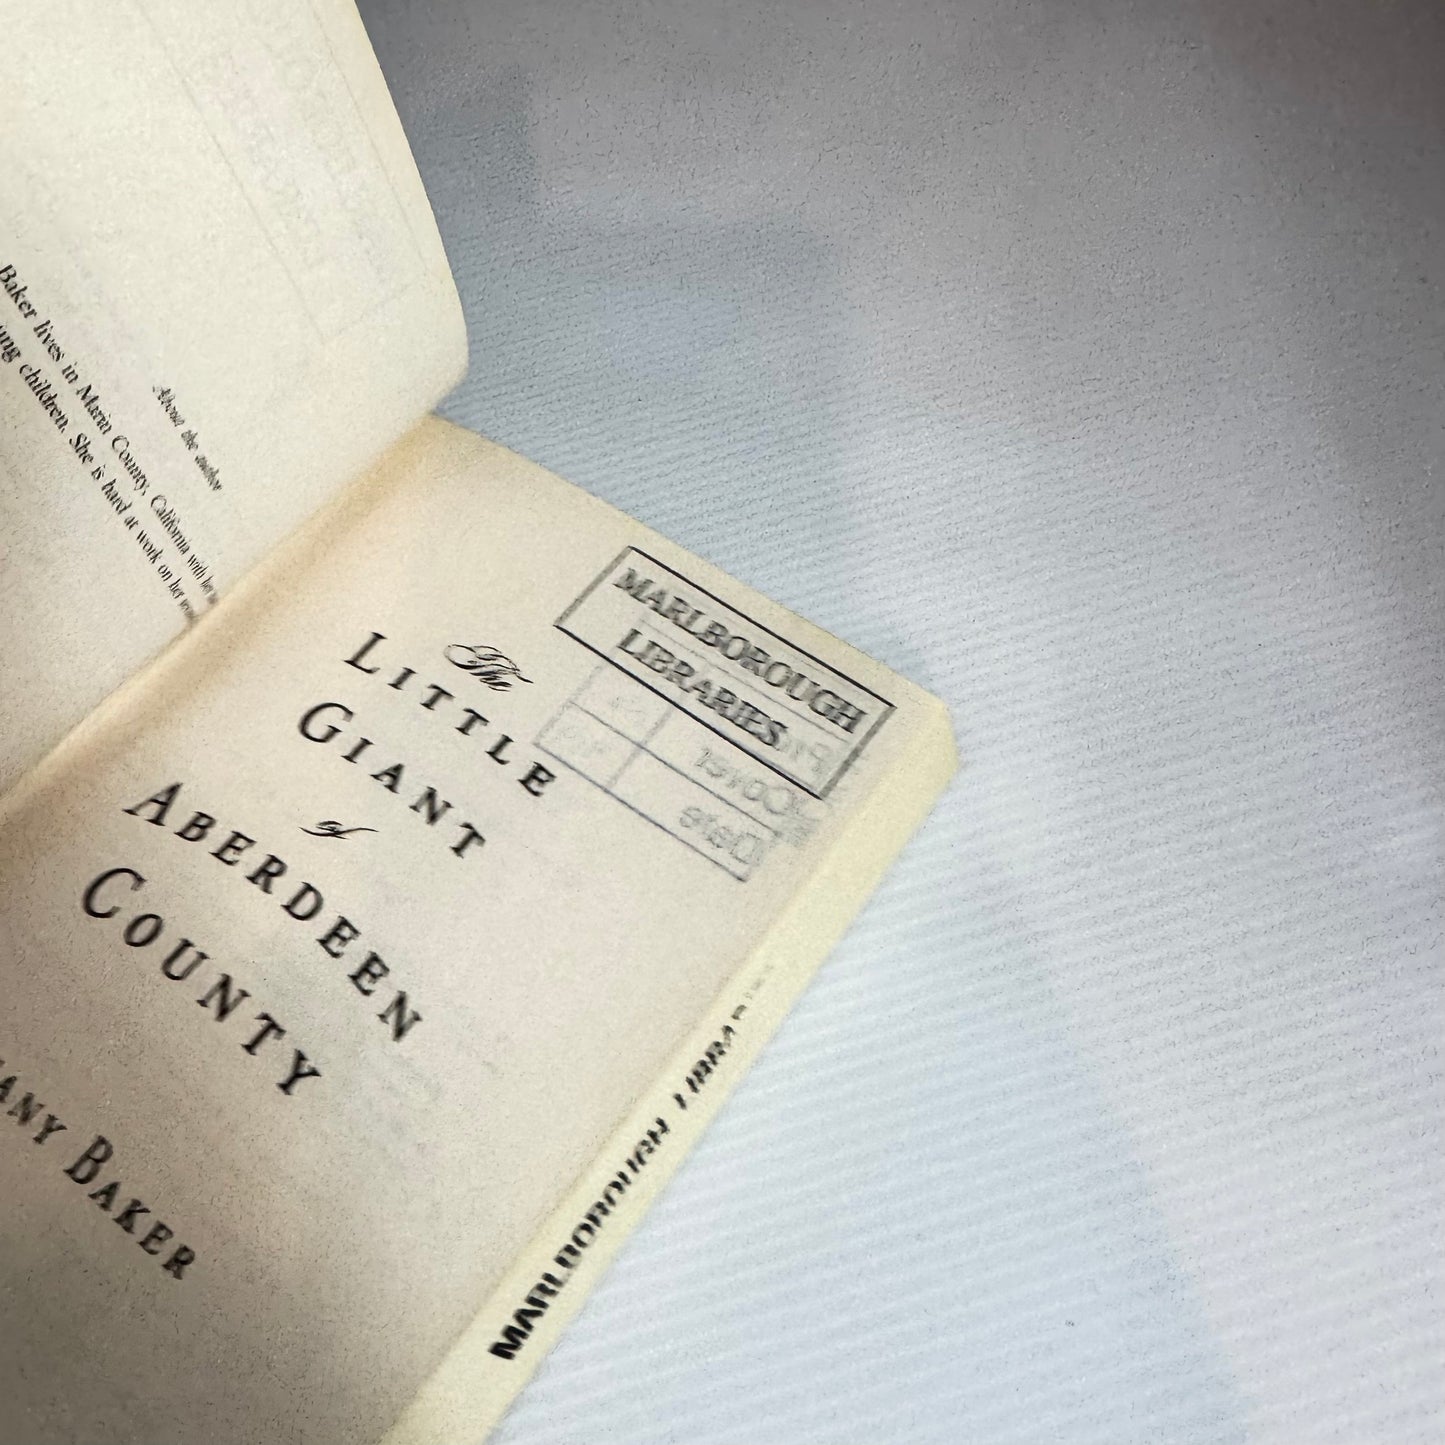 About the author
Baker lives in Marin County, California with her
children. She is hard at work on her
The
LITTLE
GIANT
of
ABERDEEN
COUNTY
BAKER
MARLBOROUGH
LIBRARIES
Date
MARLBOROUGH